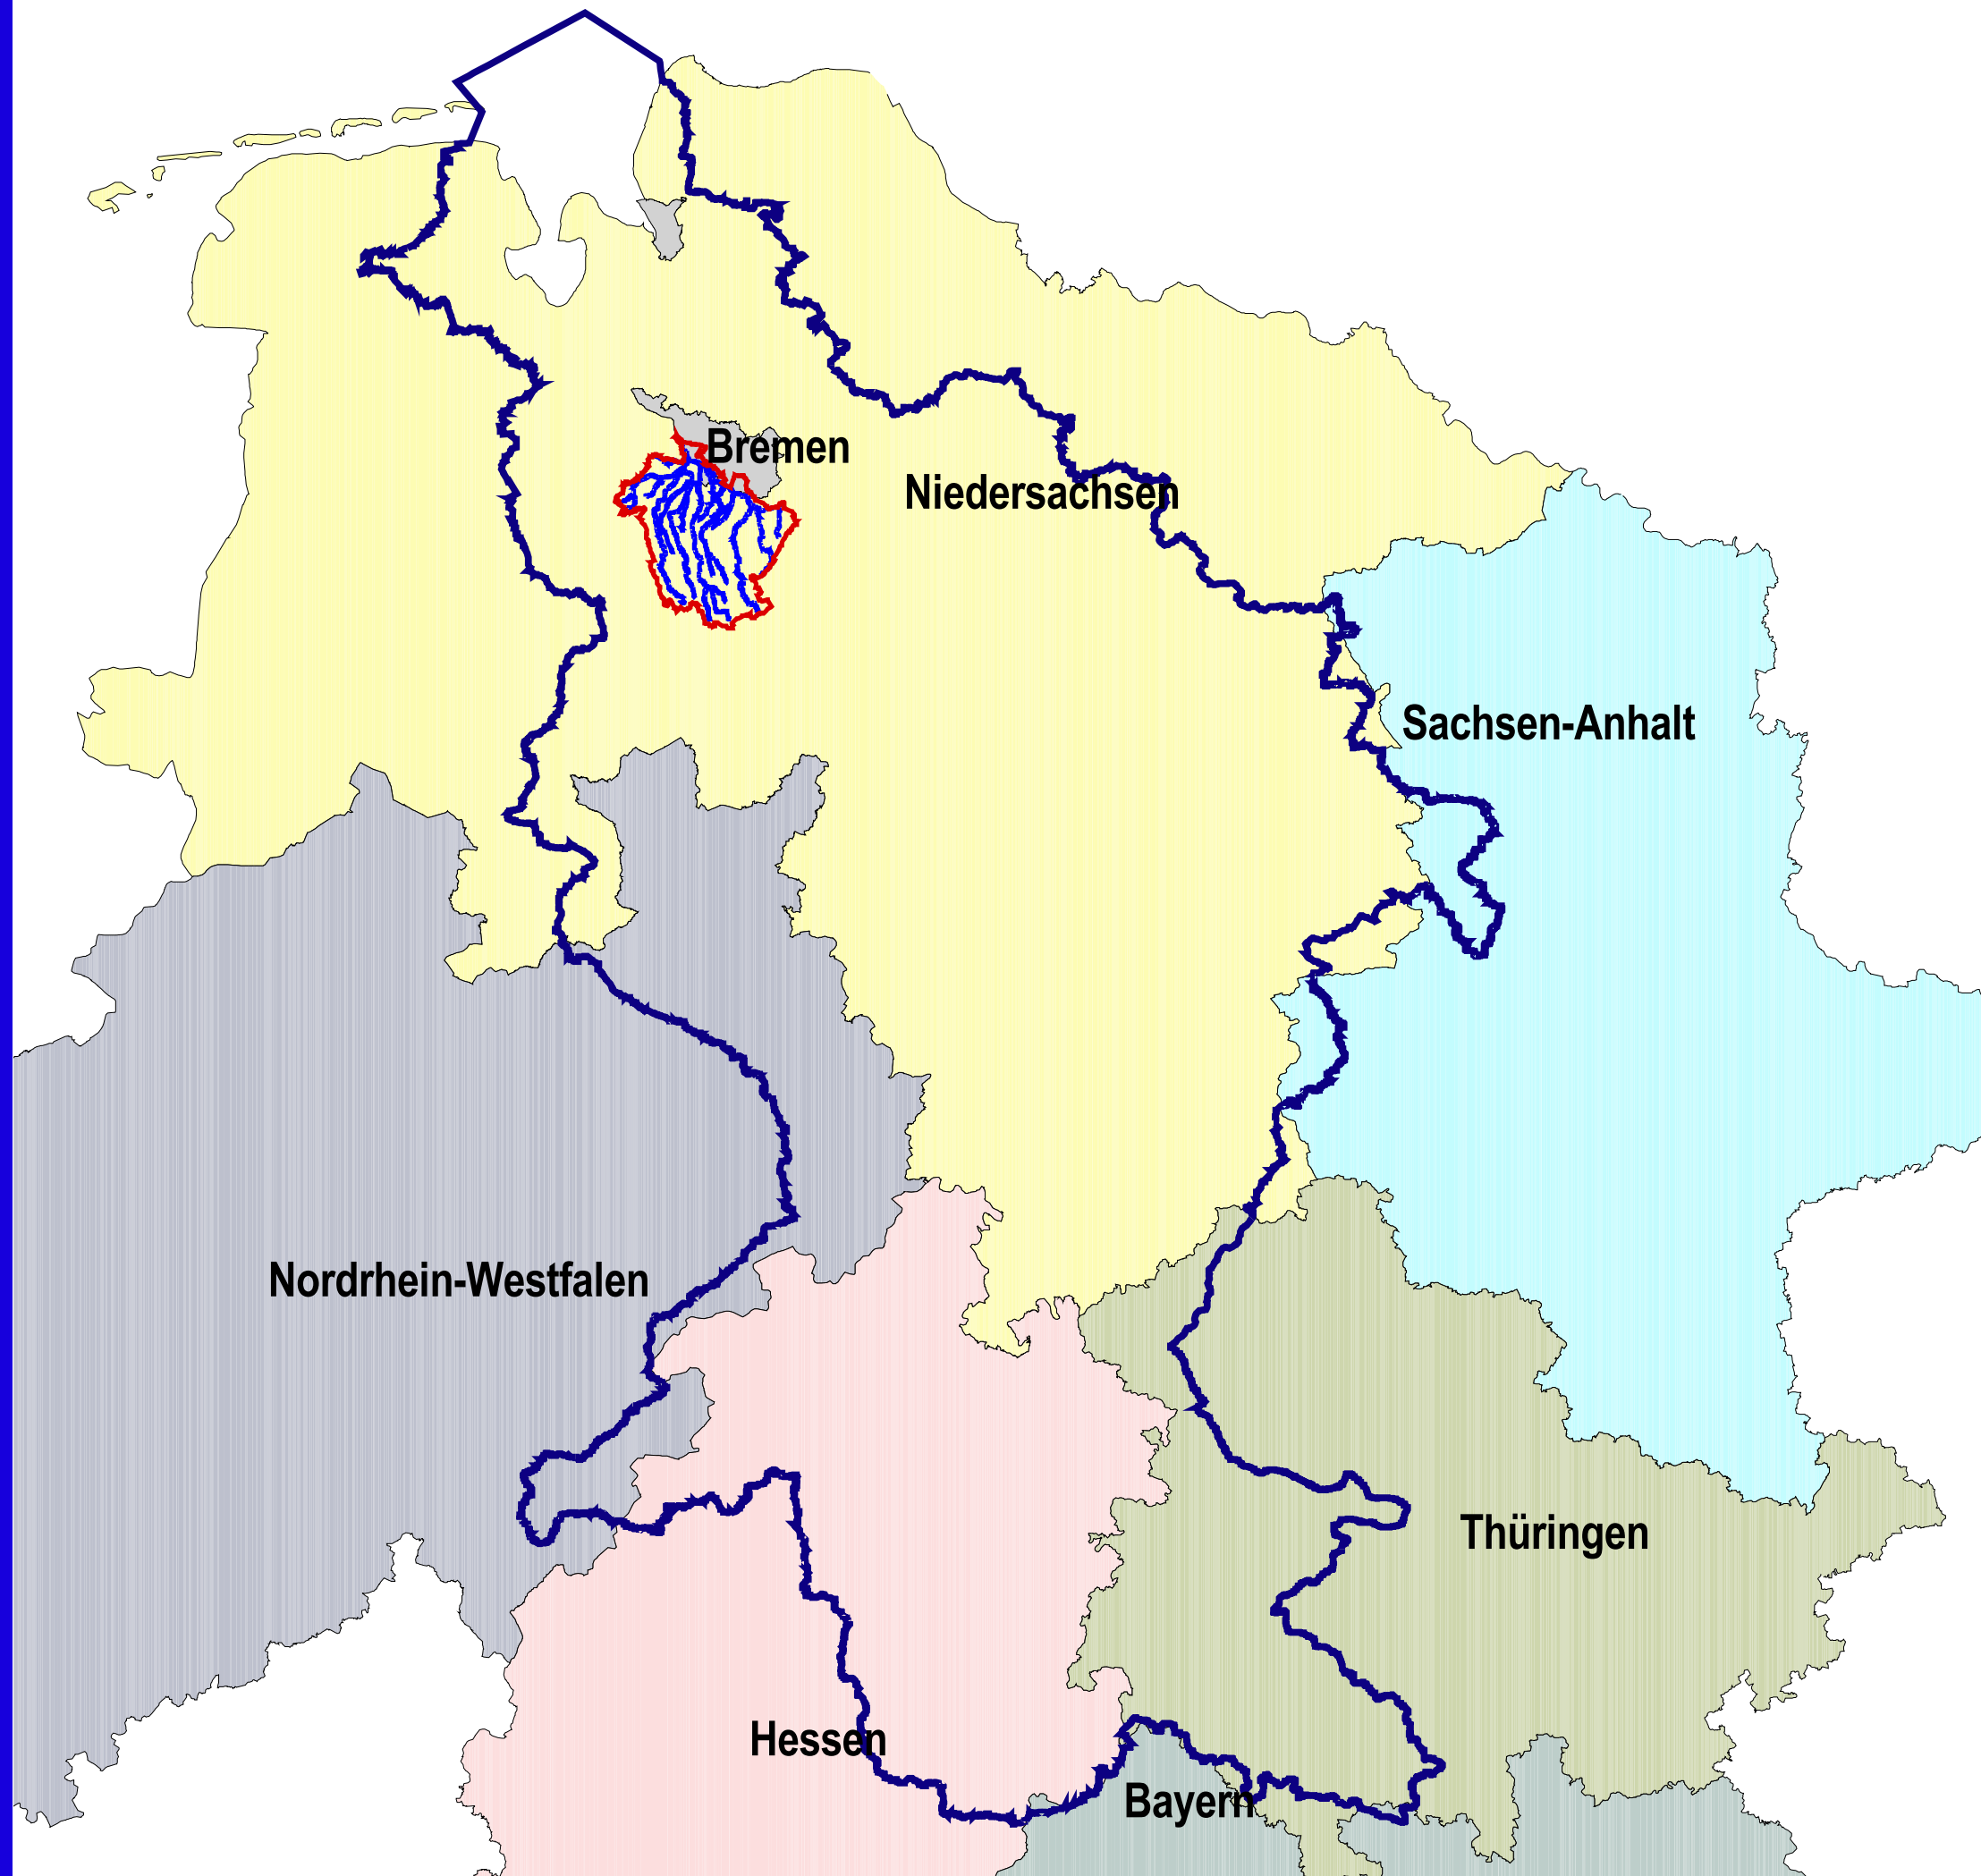 Bremen
Niedersachsen
Sachsen-Anhalt
Nordrhein-Westfalen
Thüringen
Hessen
Bayern